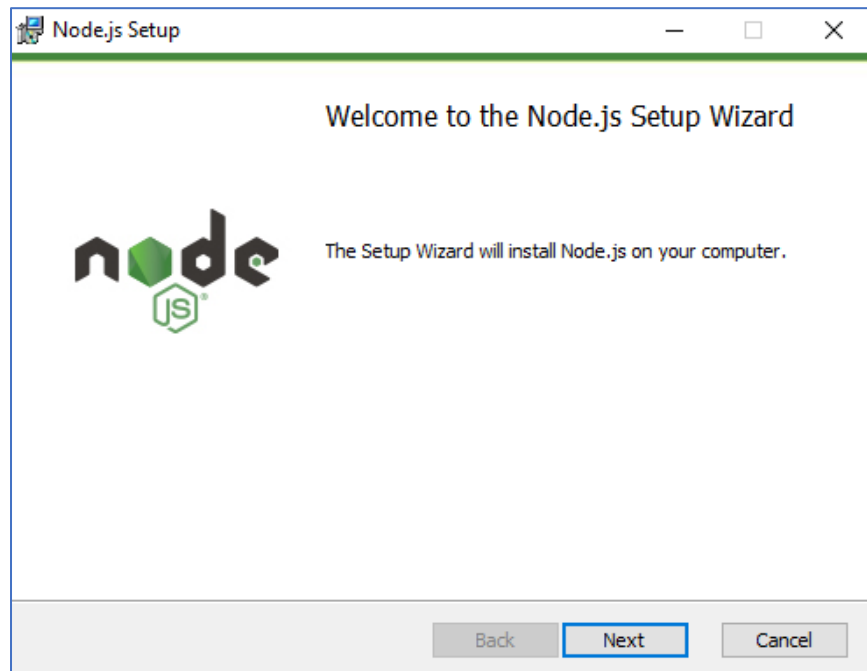 Node.js Setup
Welcome to the Node.js Setup Wizard
node
JS
The Setup Wizard will install Node.js on your computer.
Back Next Cancel